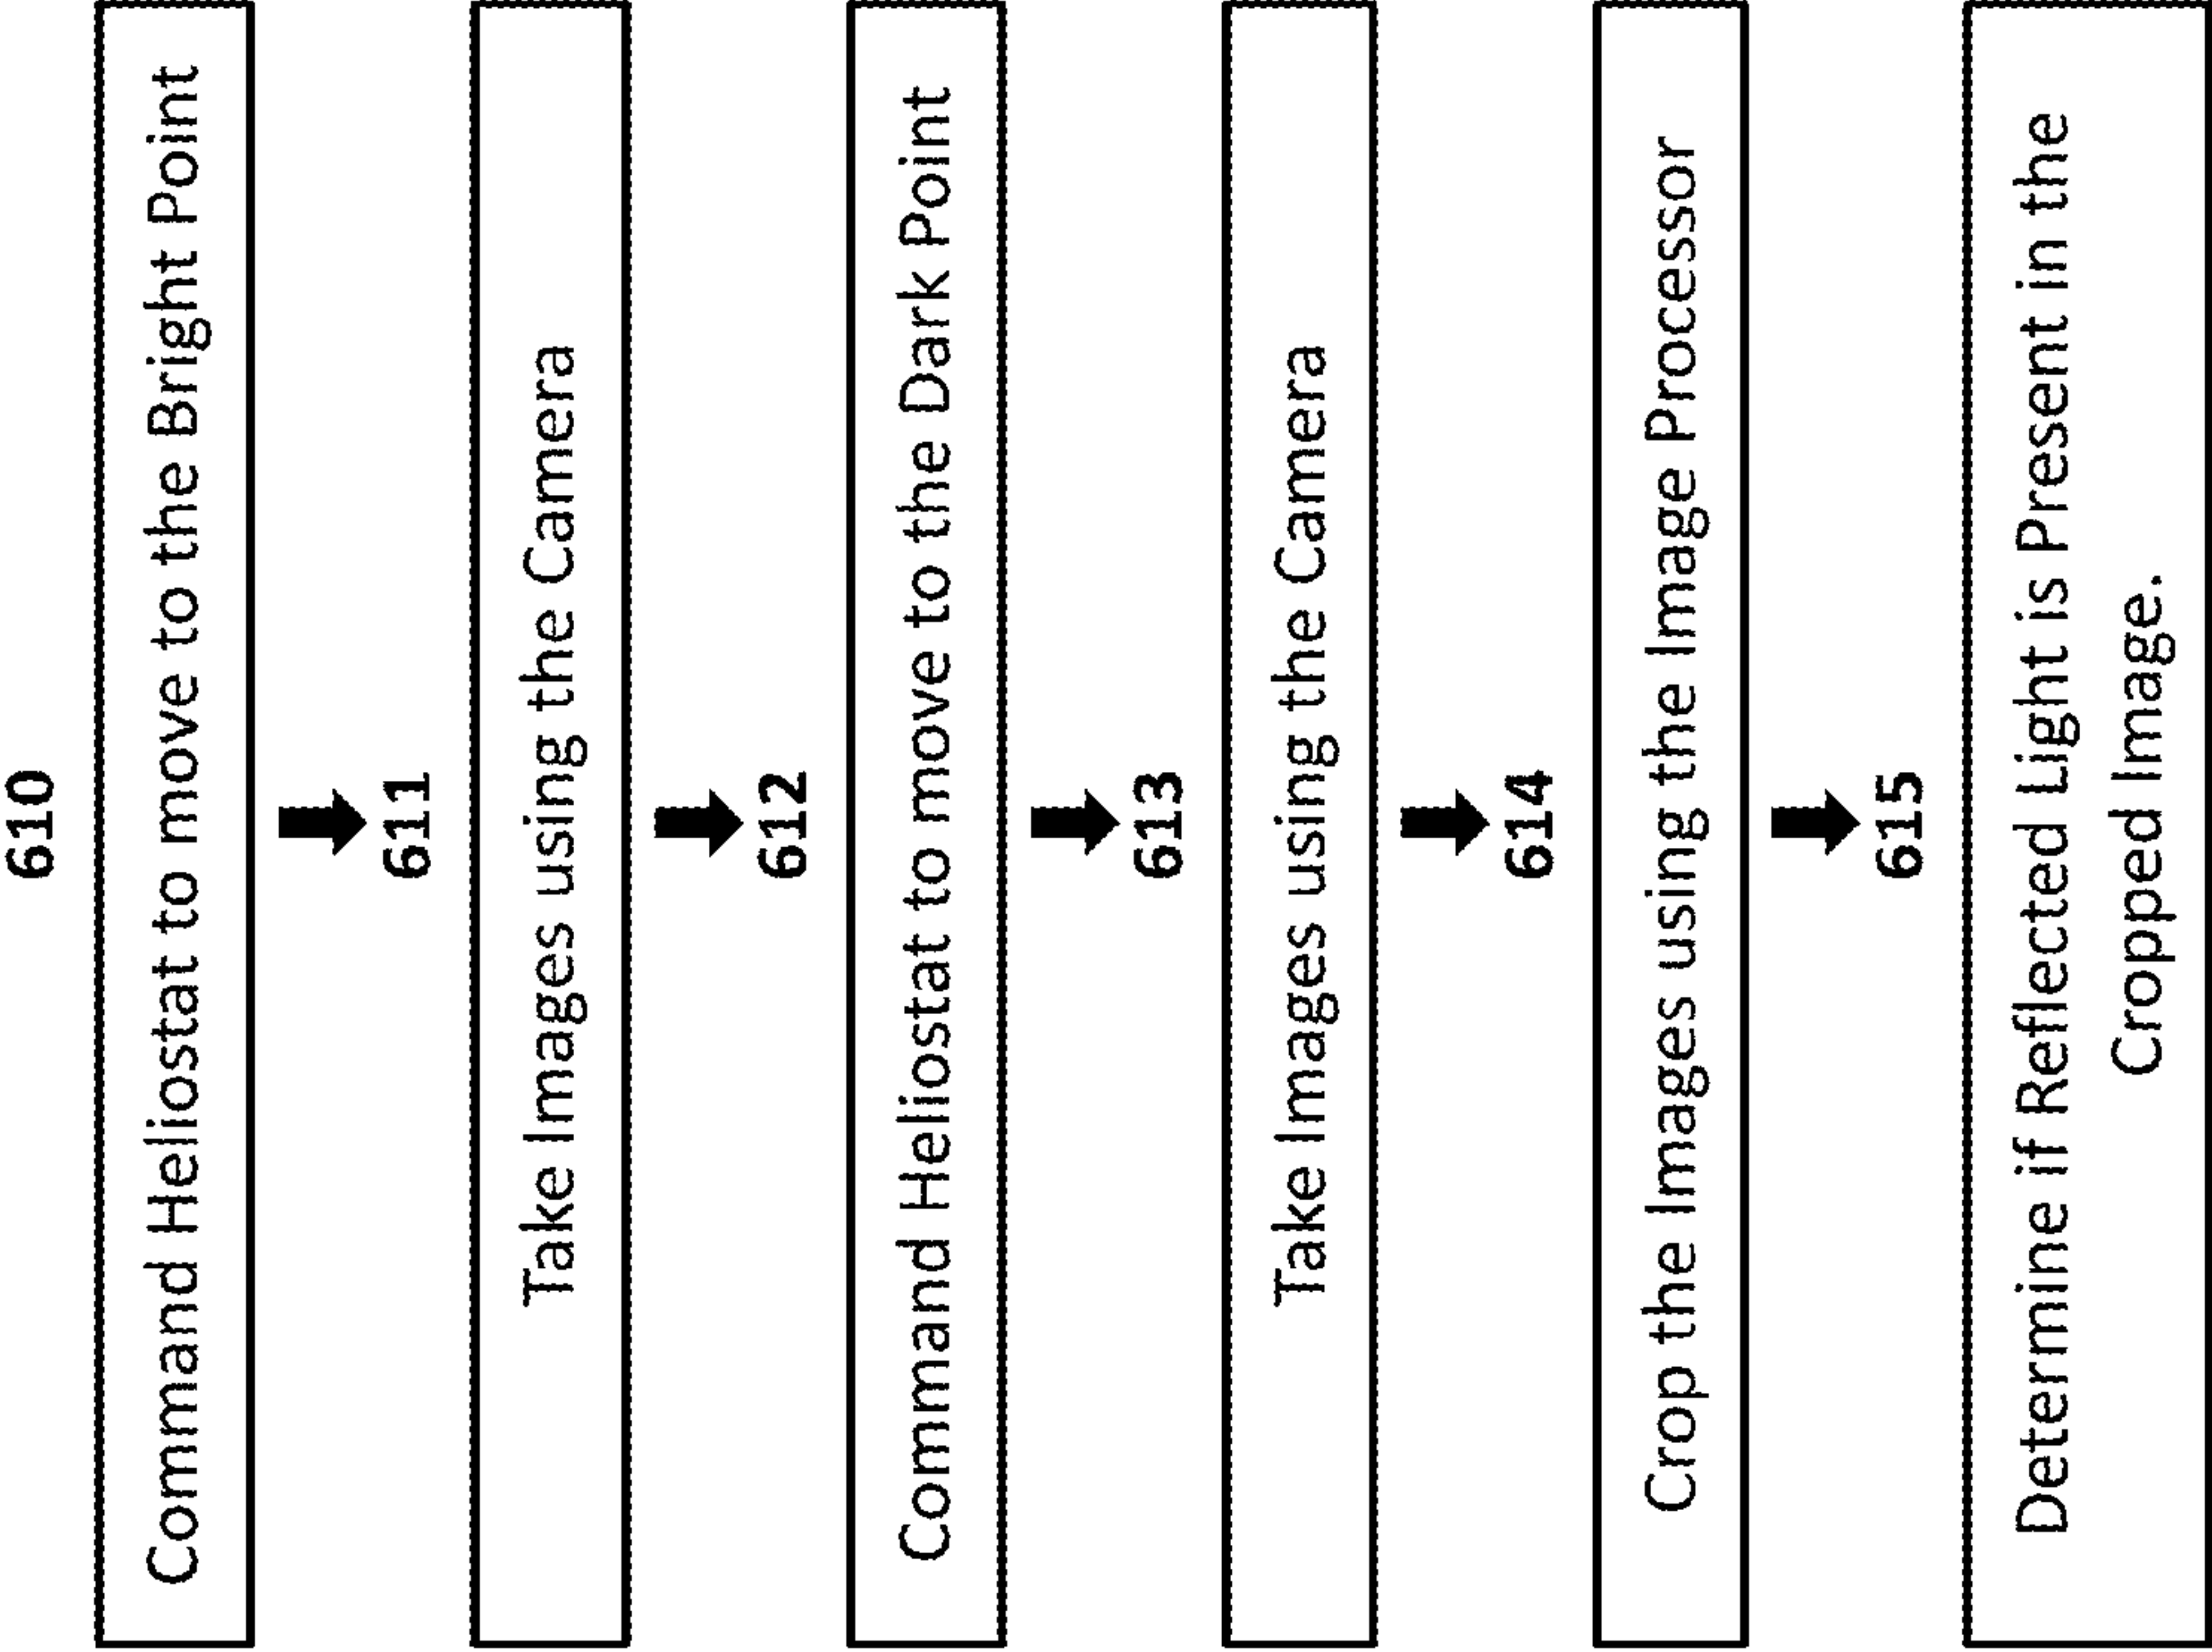 610
Command Heliostat to move to the Bright Point
611
Take Images using the Camera
612
Command Heliostat to move to the Dark Point
613
Take Images using the Camera
614
Crop the Images using the Image Processor
615
Determine if Reflected Light is Present in the
Cropped Image.